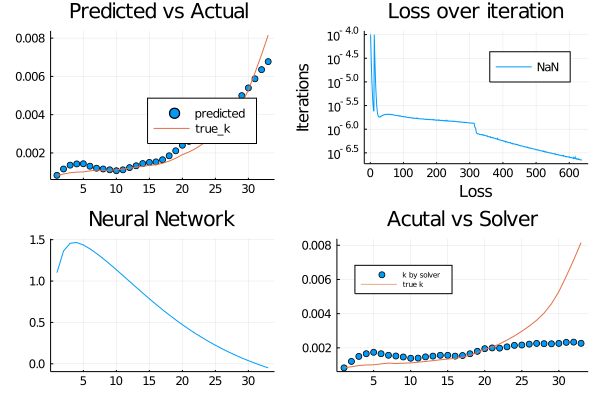 Predicted vs Actual
0.008
0.006
0.004
0.002
predicted
true_k
5 10 15 20 25 30
Loss over iteration
10^-4.0
10^-4.5
10^-5.0
10^-5.5
10^-6.0
10^-6.5
Iterations
NaN
0 100 200 300 400 500 600
Loss
Neural Network
1.5
1.0
0.5
0.0
5 10 15 20 25 30
Acutal vs Solver
0.008
0.006
0.004
0.002
k by solver
true k
5 10 15 20 25 30